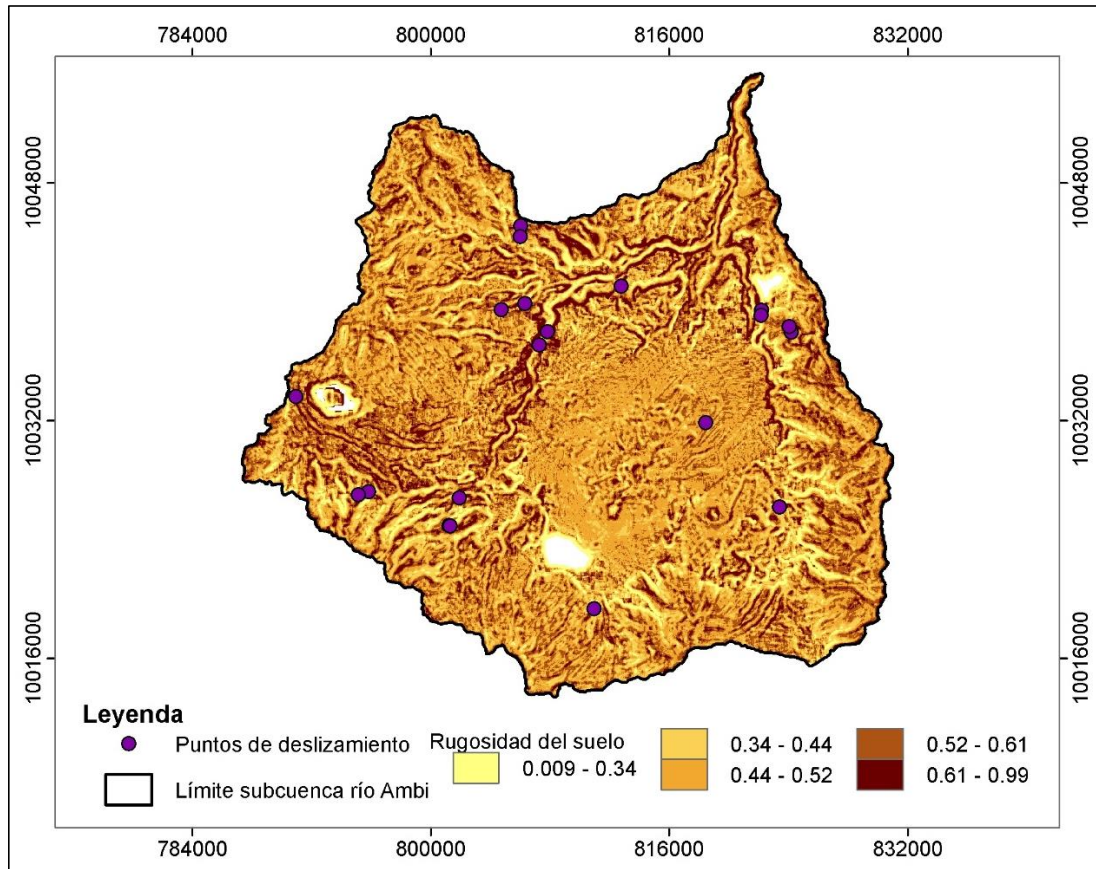 784000 800000 816000 832000
10048000 10048000
10032000 10032000
10016000 10016000
Leyenda
Puntos de deslizamiento
Límite subcuenca río Ambi
Rugosidad del suelo
0.009 - 0.34
0.34 - 0.44
0.44 - 0.52
0.52 - 0.61
0.61 - 0.99
784000 800000 816000 832000